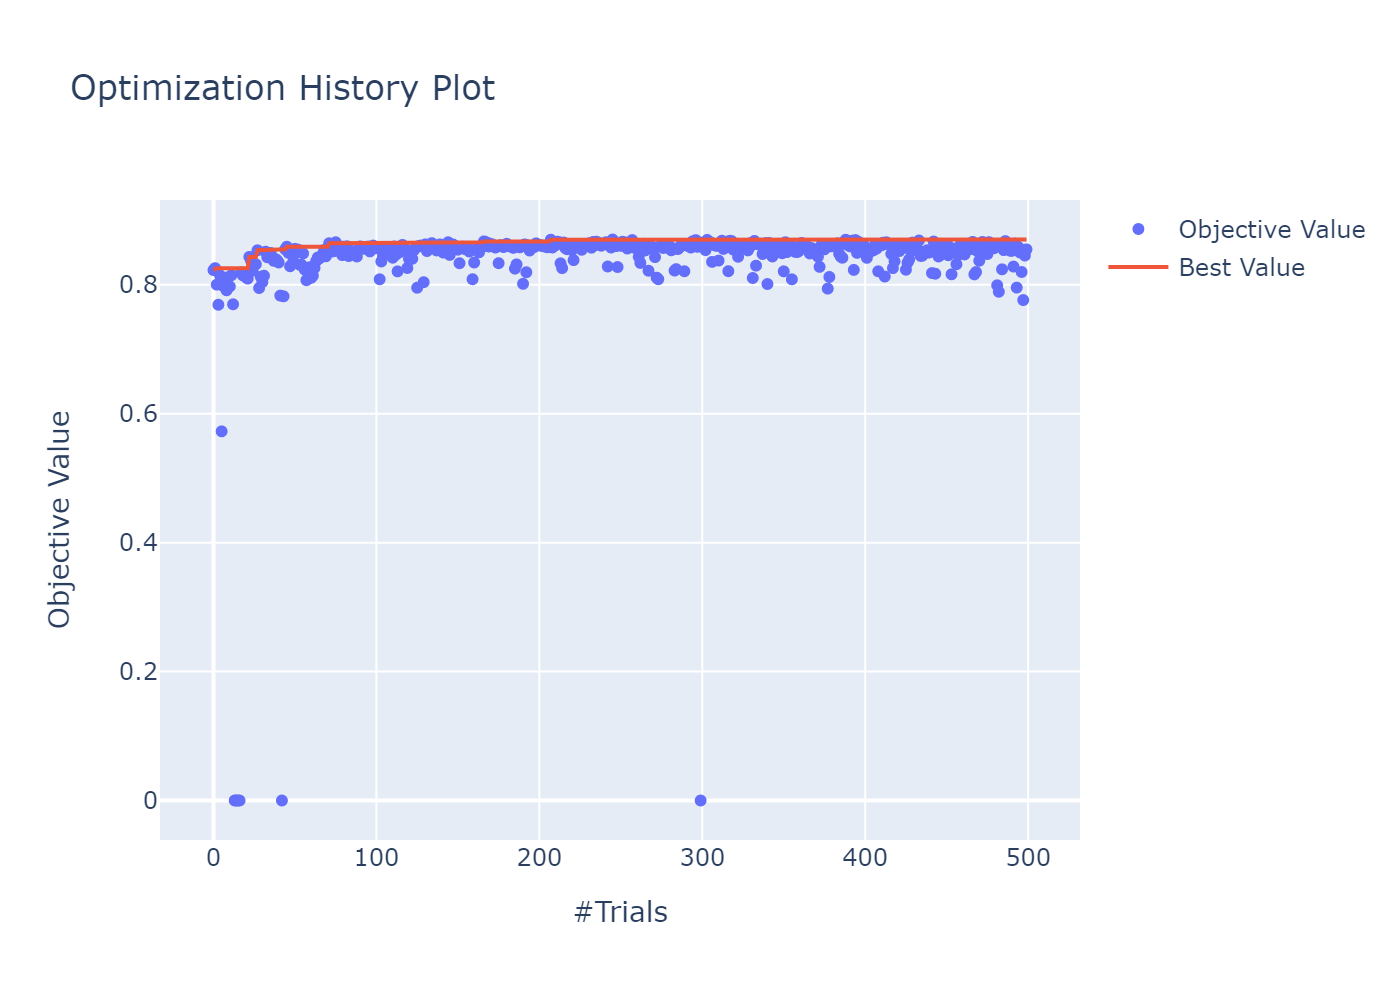 Optimization History Plot
Objective Value
Best Value
0.8
0.6
0.4
0.2
0
Objective Value
0 100 200 300 400 500
#Trials